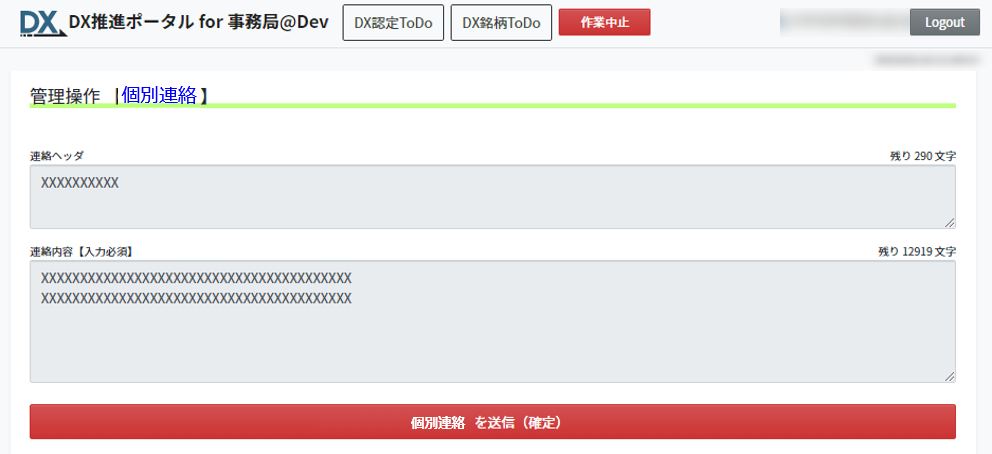 DX DX推進ポータル for 事務局@Dev DX認定ToDo DX銘柄ToDo 作業中止 Logout
管理操作 【個別連絡】
連絡ヘッダ 残り 290 文字
XXXXXXXXXX
連絡内容【入力必須】 残り 12919 文字
XXXXXXXXXXXXXXXXXXXXXXXXXXXXXXXXXXXXXXXX
XXXXXXXXXXXXXXXXXXXXXXXXXXXXXXXXXXXXXXXX
個別連絡 を送信（確定）